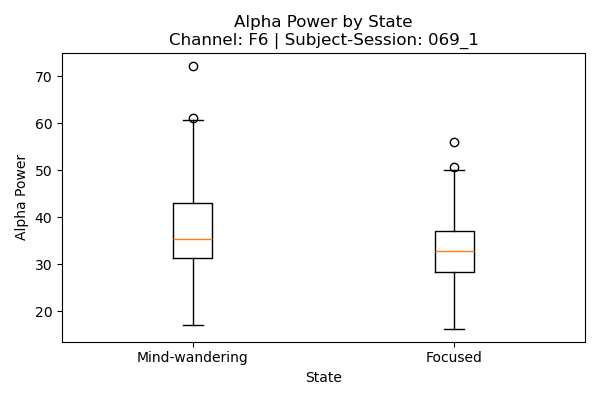 Alpha Power by State
Channel: F6 | Subject-Session: 069_1
Alpha Power
70
60
50
40
30
20
Mind-wandering
Focused
State